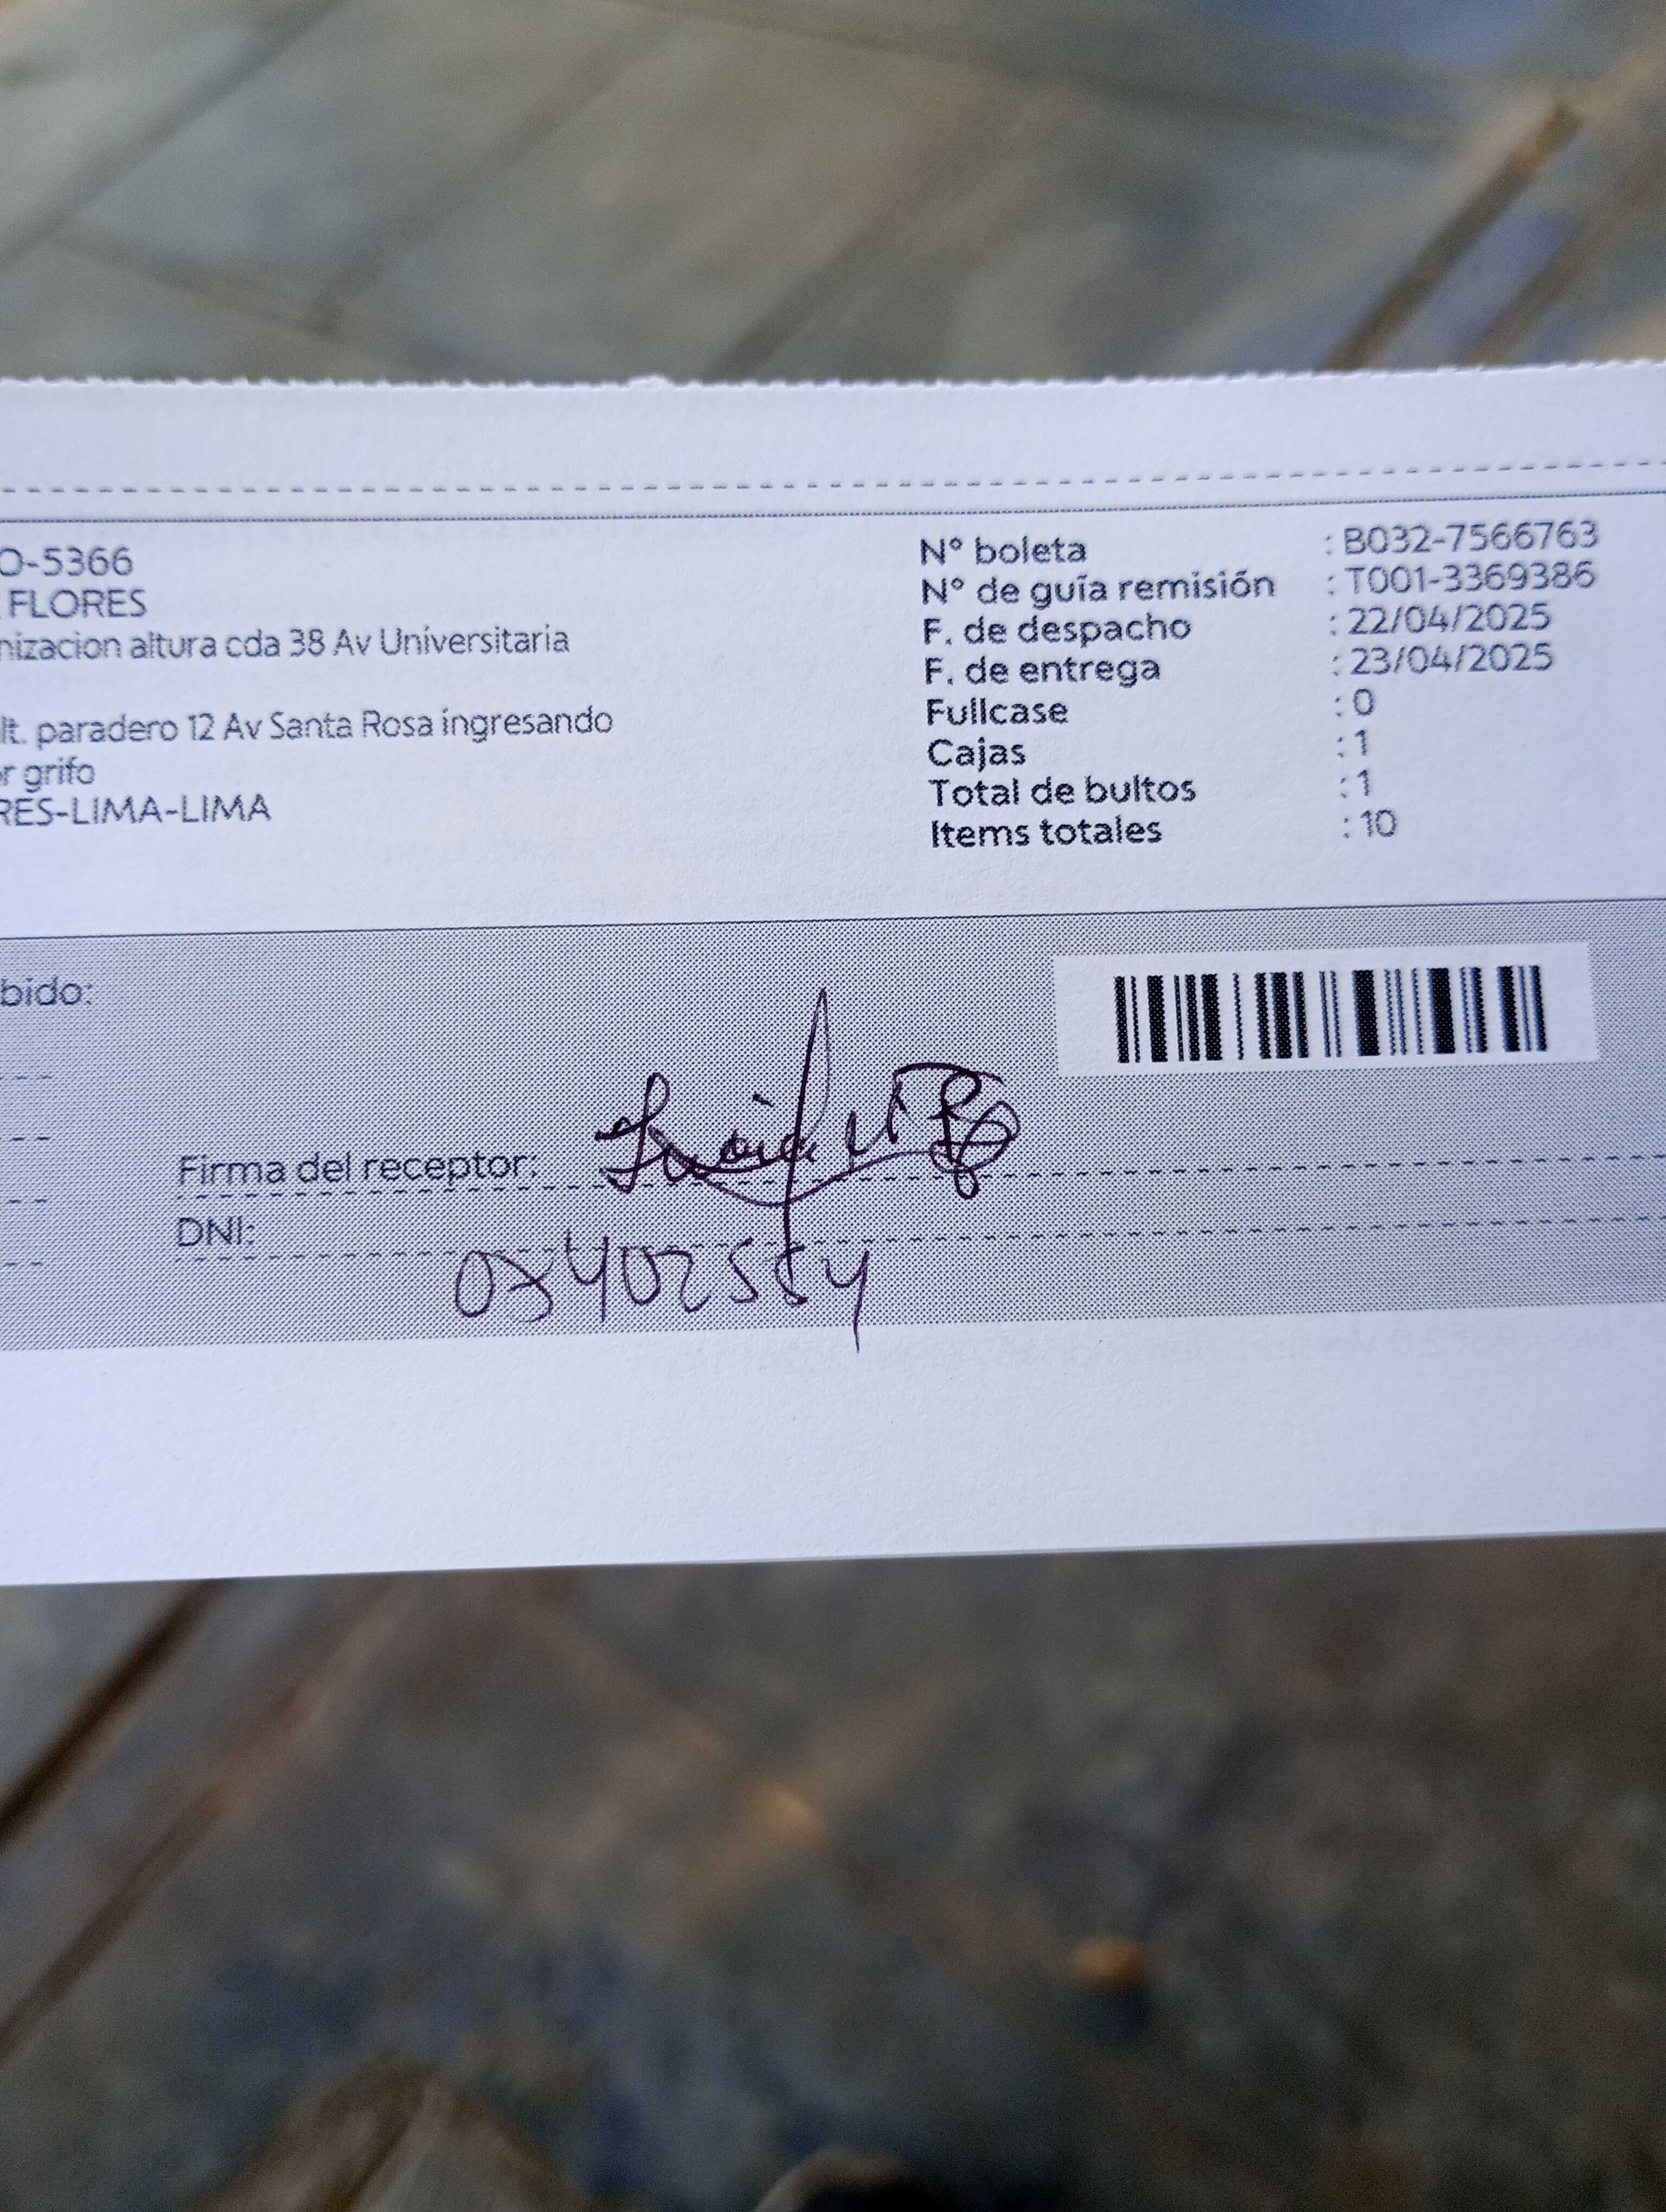 O-5366
FLORES
nizacion altura cda 38 Av Universitaria
lt. paradero 12 Av Santa Rosa ingresando
r grifo
RES-LIMA-LIMA
N° boleta : B032-7566763
N° de guía remisión : T001-3369386
F. de despacho : 22/04/2025
F. de entrega : 23/04/2025
Fullcase : 0
Cajas : 1
Total de bultos : 1
Items totales : 10
bido:
Firma del receptor:
DNI: